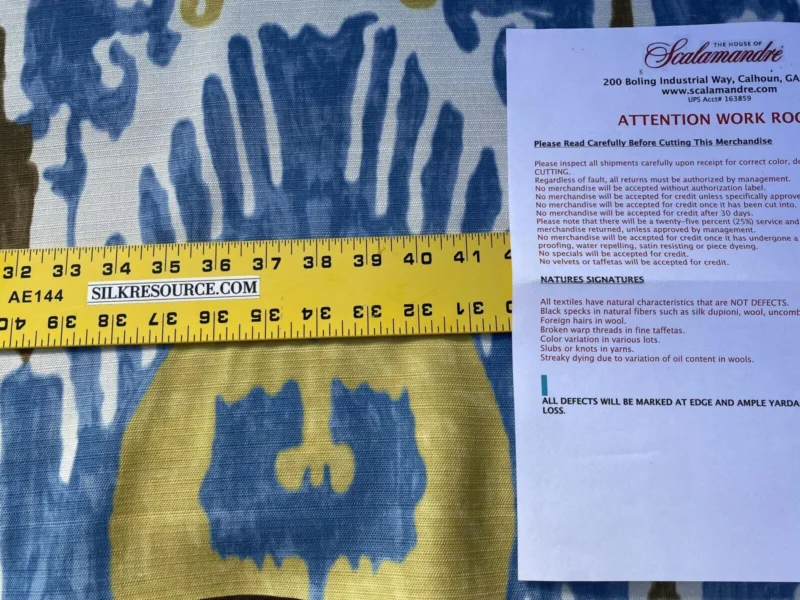 THE HOUSE OF
Scalamandré
200 Boling Industrial Way, Calhoun, GA
www.scalamandre.com
UPS Acct# 163859
ATTENTION WORK ROO
Please Read Carefully Before Cutting This Merchandise
Please inspect all shipments carefully upon receipt for correct color, de
CUTTING.
Regardless of fault, all returns must be authorized by management.
No merchandise will be accepted without authorization label.
No merchandise will be accepted for credit unless specifically approve
No merchandise will be accepted for credit once it has been cut into.
No merchandise will be accepted for credit after 30 days.
Please note that there will be a twenty-five percent (25%) service and
merchandise returned, unless approved by management.
No merchandise will be accepted for credit once it has undergone a
proofing, water repelling, satin resisting or piece dyeing.
No specials will be accepted for credit.
No velvets or taffetas will be accepted for credit.
NATURES SIGNATURES
All textiles have natural characteristics that are NOT DEFECTS.
Black specks in natural fibers such as silk dupioni, wool, uncomb
Foreign hairs in wool.
Broken warp threads in fine taffetas.
Color variation in various lots.
Slubs or knots in yarns.
Streaky dying due to variation of oil content in wools.
ALL DEFECTS WILL BE MARKED AT EDGE AND AMPLE YARDA
LOSS.
32 33 34 35 36 37 38 39 40 41
AE144 SILKRESOURCE.COM
40 39 38 37 36 35 34 33 32 31